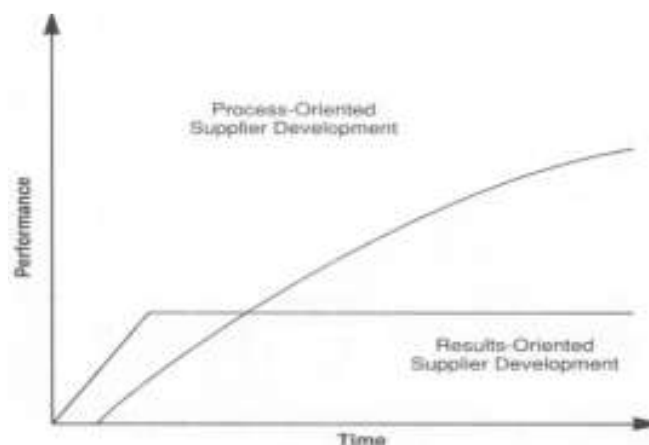 Process-Oriented
Supplier Development
Performance
Results-Oriented
Supplier Development
Time